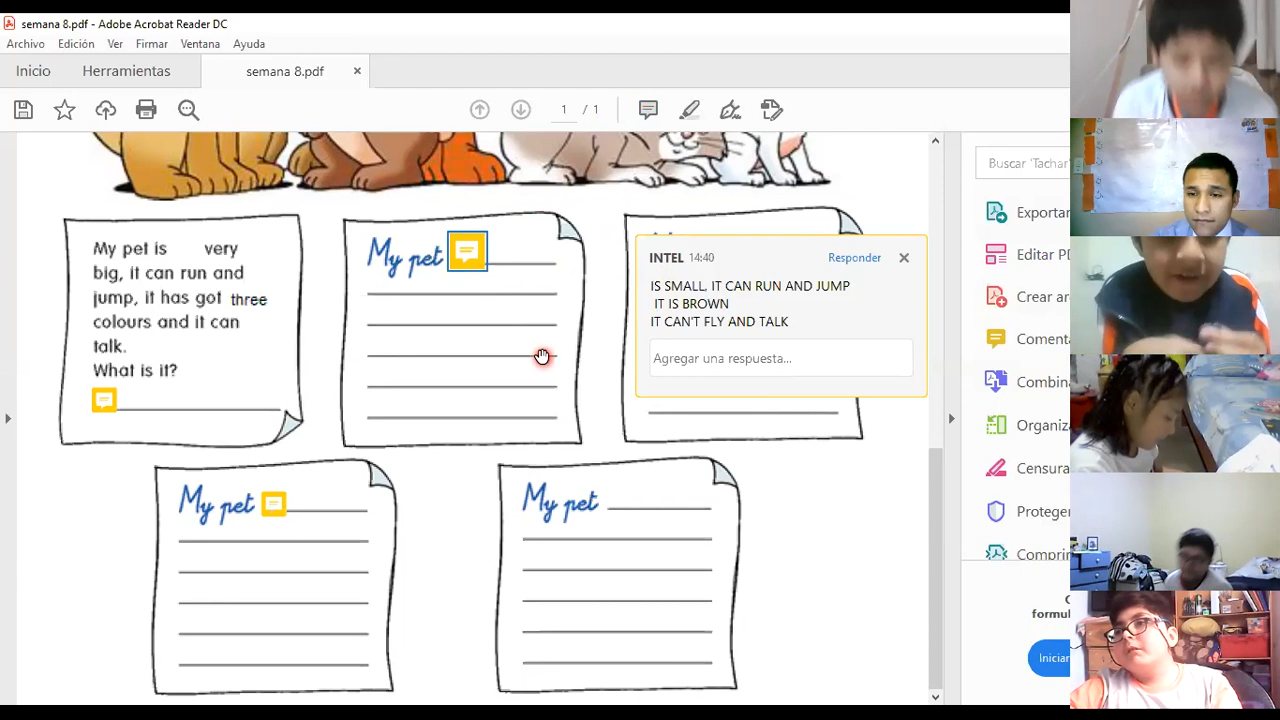 semana 8.pdf - Adobe Acrobat Reader DC
Archivo Edición Ver Firmar Ventana Ayuda
Inicio Herramientas semana 8.pdf ×
1 / 1
Buscar 'Tachar
Exportar
Editar PD
Crear ar
Comenta
Combina
Organiza
Censura
Proteger
Comprir
formul
Iniciar
My pet is very
big, it can run and
jump, it has got three
colours and it can
talk.
What is it?
My pet
INTEL 14:40 Responder
IS SMALL, IT CAN RUN AND JUMP
IT IS BROWN
IT CAN'T FLY AND TALK
Agregar una respuesta...
My pet
My pet